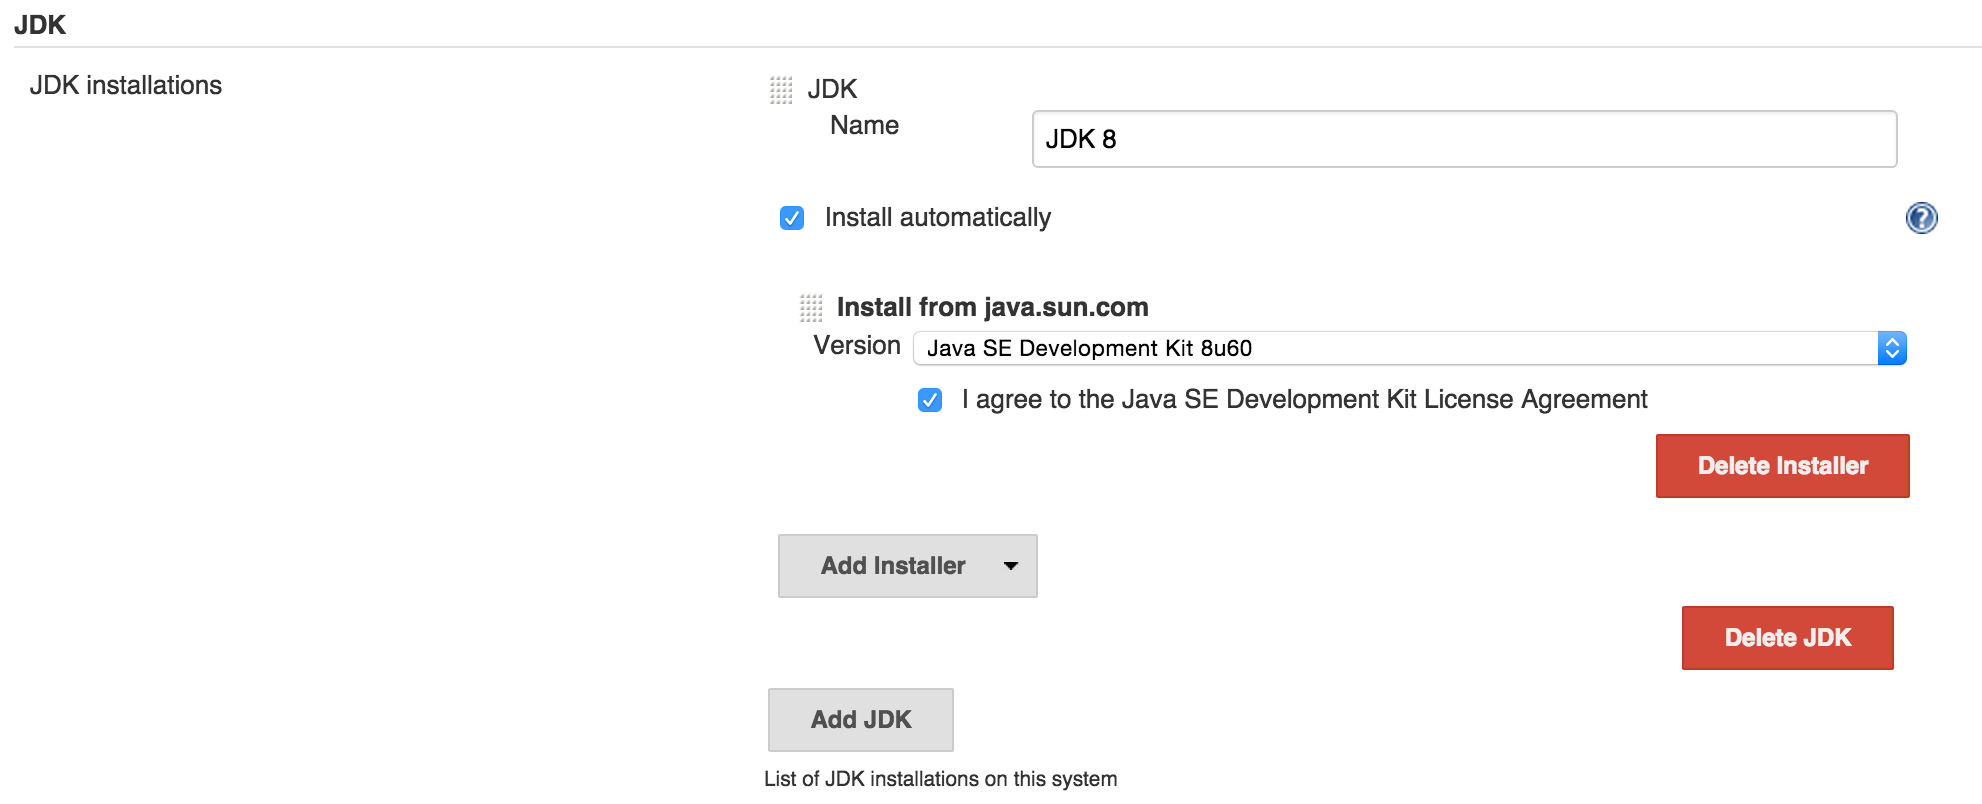 JDK
JDK installations
JDK
Name
JDK 8
Install automatically
?
Install from java.sun.com
Version
Java SE Development Kit 8u60
I agree to the Java SE Development Kit License Agreement
Delete Installer
Add Installer
Delete JDK
Add JDK
List of JDK installations on this system